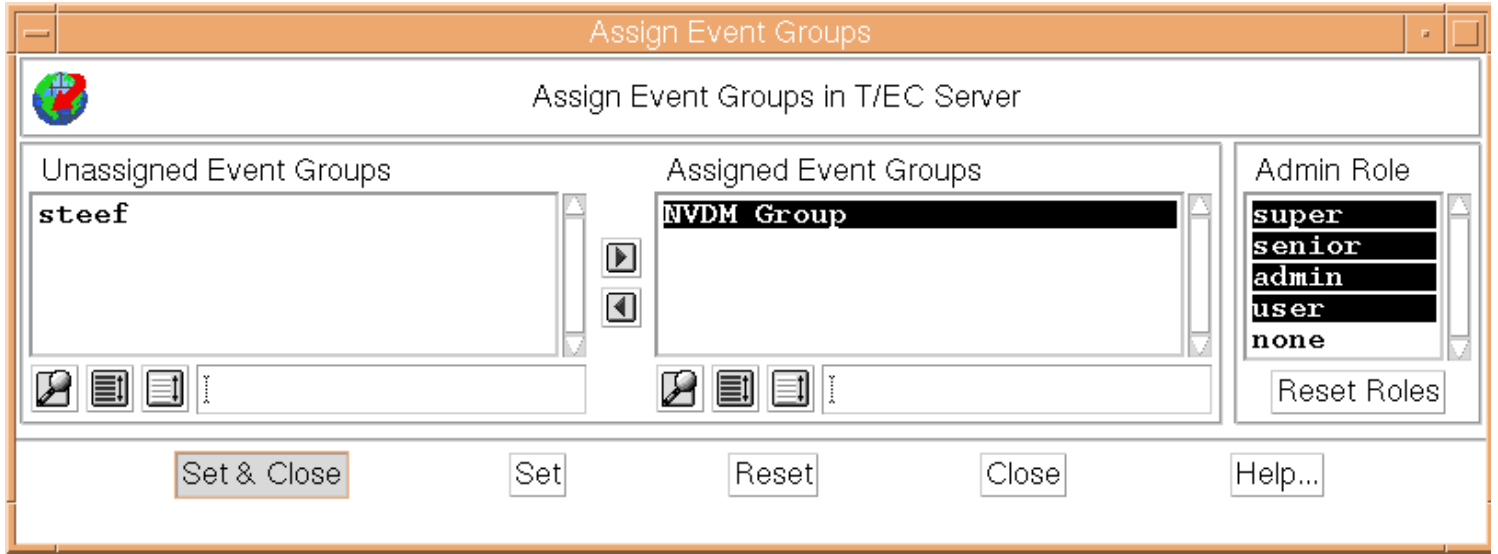 Assign Event Groups
Assign Event Groups in T/EC Server
Unassigned Event Groups
steef
Assigned Event Groups
NVDM Group
Admin Role
super
senior
admin
user
none
Reset Roles
Set & Close
Set
Reset
Close
Help...